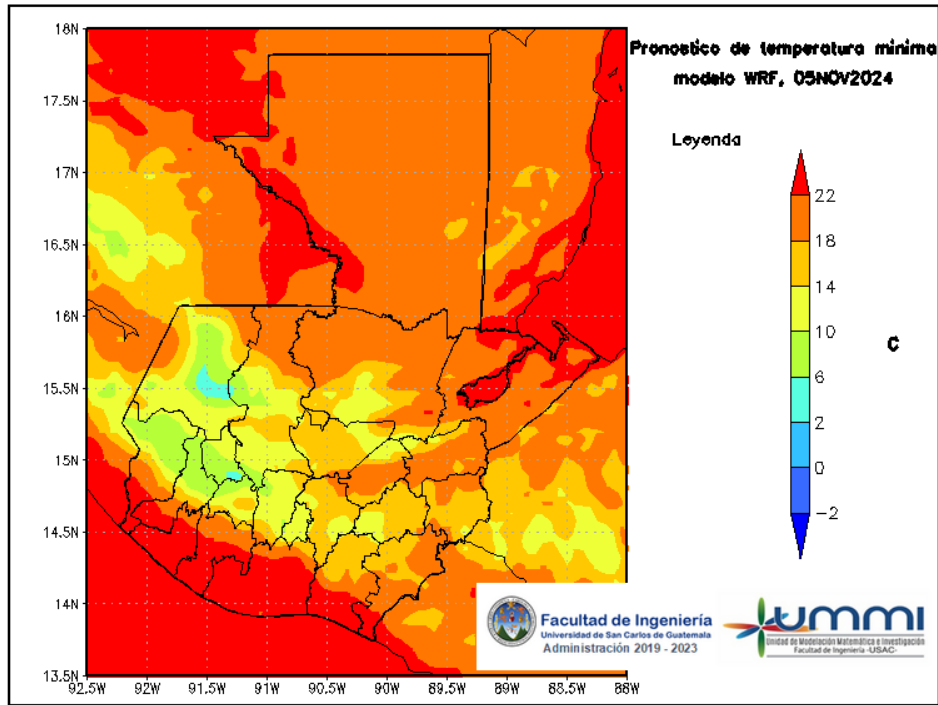 Pronostico de temperatura minima
modelo WRF, 05NOV2024
Leyenda
22
18
14
10
6
2
0
-2
C
18N
17.5N
17N
16.5N
16N
15.5N
15N
14.5N
14N
13.5N
92.5W
92W
91.5W
91W
90.5W
90W
89.5W
89W
88.5W
88W
Facultad de Ingeniería
Universidad de San Carlos de Guatemala
Administración 2019 - 2023
ummi
Unidad de Modelación Matemática e Investigación
Facultad de Ingeniería -USAC-